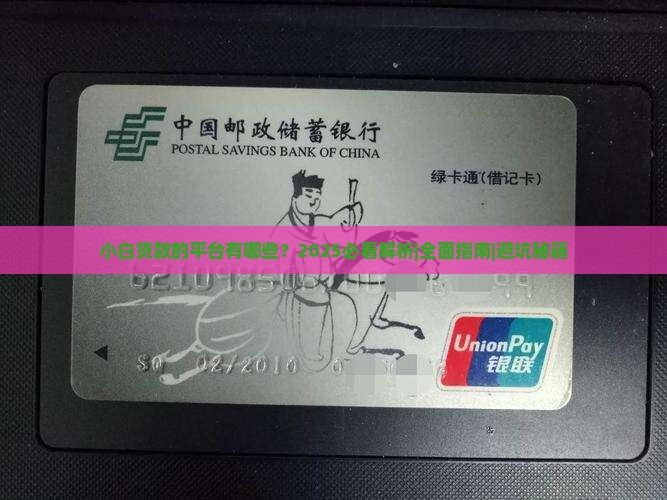 中国邮政储蓄银行
POSTAL SAVINGS BANK OF CHINA
绿卡通(借记卡)
小白贷款的平台有哪些？2025必看解析|全面指南|避坑秘籍
UnionPay
银联
02/2010